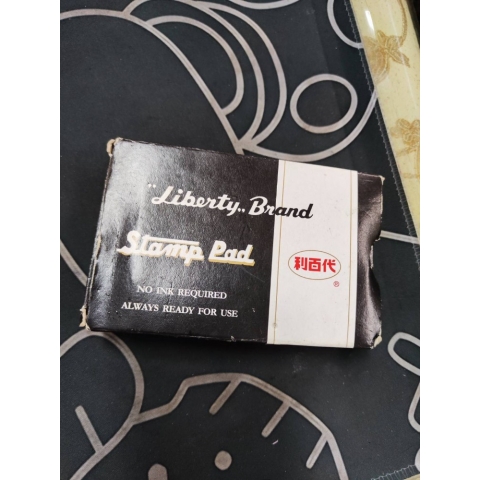 "Liberty" Brand
Stamp Pad
NO INK REQUIRED
ALWAYS READY FOR USE
利百代
®